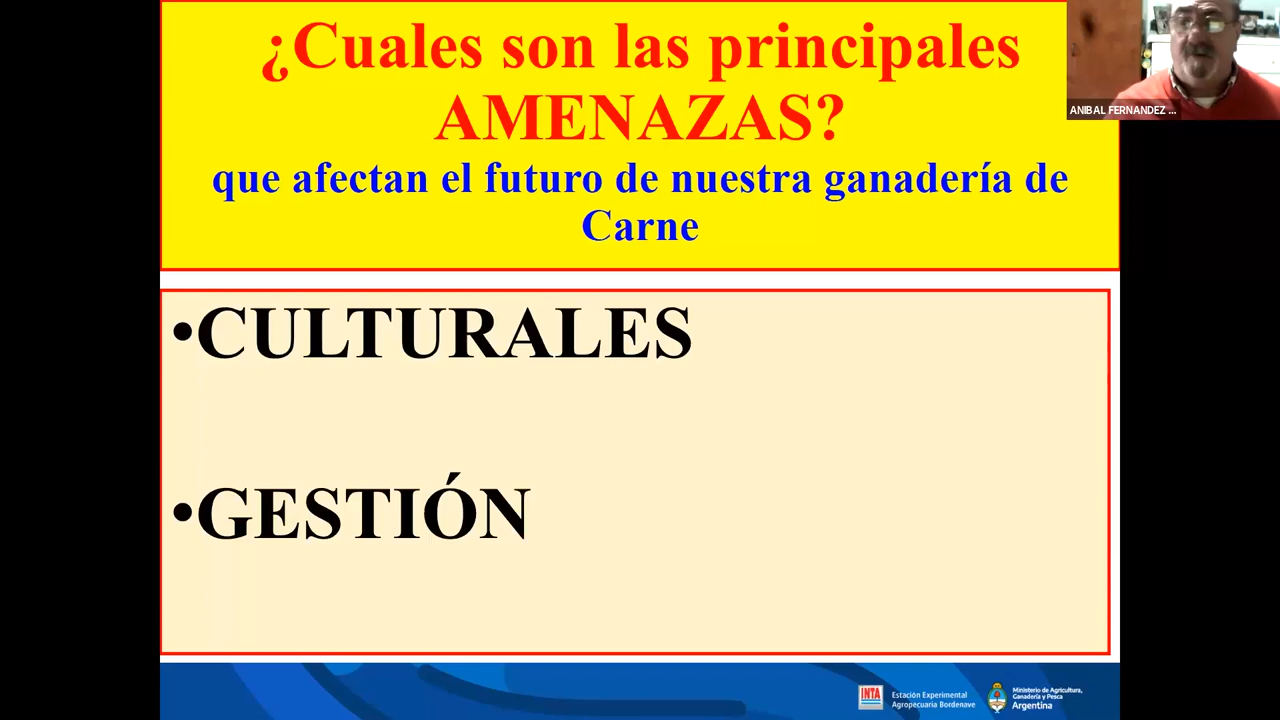 ¿Cuales son las principales
AMENAZAS?
que afectan el futuro de nuestra ganadería de
Carne
ANIBAL FERNANDEZ ...
•CULTURALES
•GESTIÓN
INTA
Estación Experimental
Agropecuaria Bordenave
Ministerio de Agricultura,
Ganadería y Pesca
Argentina